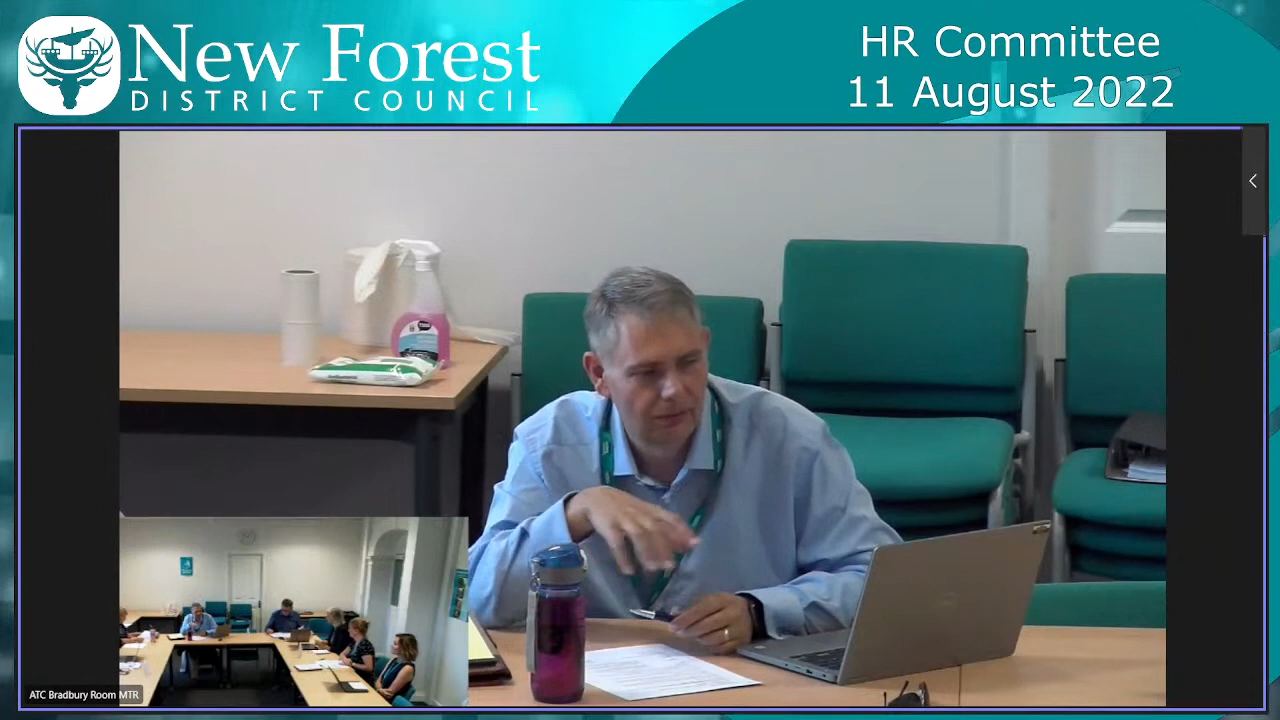 New Forest
DISTRICT COUNCIL
HR Committee
11 August 2022
ATC Bradbury Room MTR